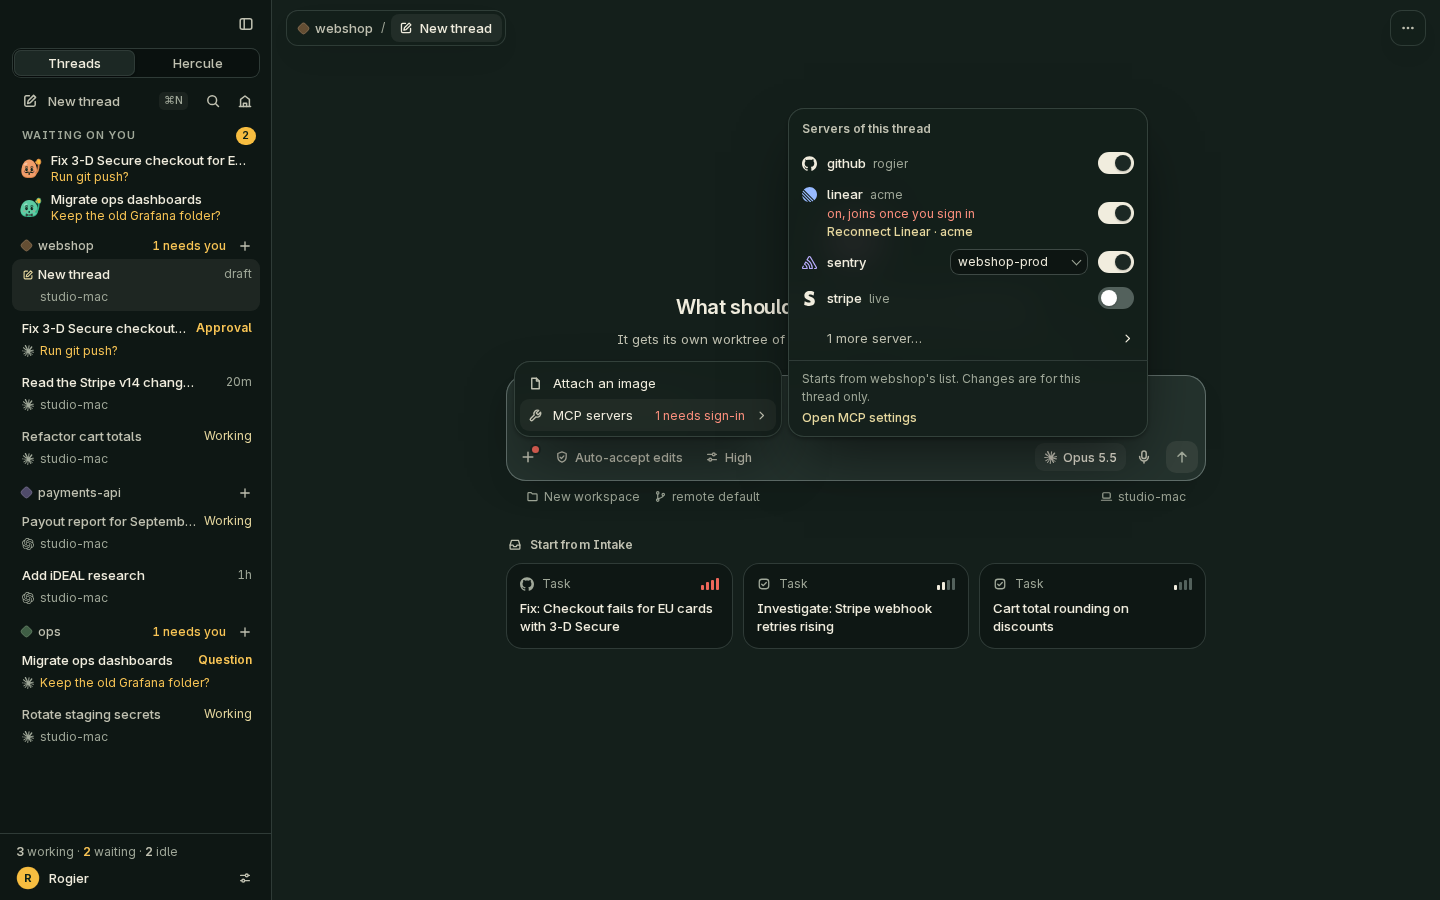 Threads
Hercule
New thread
⌘N
WAITING ON YOU
2
Fix 3-D Secure checkout for E…
Run git push?
Migrate ops dashboards
Keep the old Grafana folder?
webshop
1 needs you
New thread
draft
studio-mac
Fix 3-D Secure checkout…
Approval
Run git push?
Read the Stripe v14 chang…
20m
studio-mac
Refactor cart totals
Working
studio-mac
payments-api
Payout report for Septemb…
Working
studio-mac
Add iDEAL research
1h
studio-mac
ops
1 needs you
Migrate ops dashboards
Question
Keep the old Grafana folder?
Rotate staging secrets
Working
studio-mac
3 working · 2 waiting · 2 idle
R
Rogier
webshop / New thread
Servers of this thread
github rogier
linear acme
on, joins once you sign in
Reconnect Linear · acme
sentry
webshop-prod
stripe live
1 more server…
Starts from webshop's list. Changes are for this
thread only.
Open MCP settings
What should
It gets its own worktree of
Attach an image
MCP servers
1 needs sign-in
Auto-accept edits
High
Opus 5.5
New workspace
remote default
studio-mac
Start from Intake
Task
Fix: Checkout fails for EU cards
with 3-D Secure
Task
Investigate: Stripe webhook
retries rising
Task
Cart total rounding on
discounts